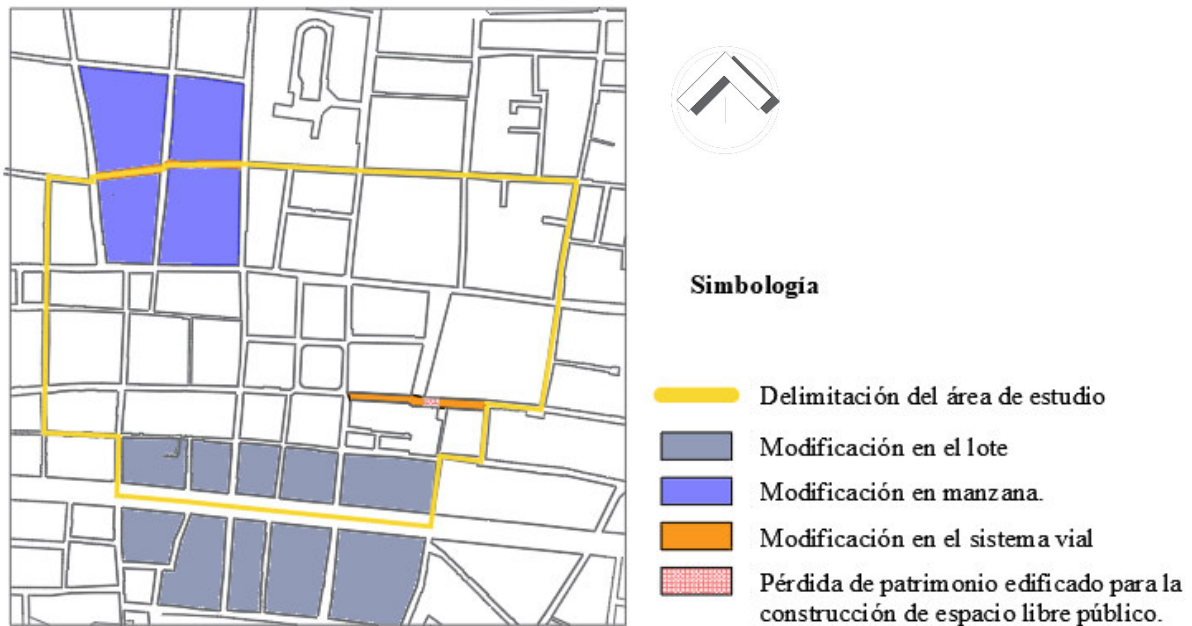 Simbología
Delimitación del área de estudio
Modificación en el lote
Modificación en manzana.
Modificación en el sistema vial
Pérdida de patrimonio edificado para la
construcción de espacio libre público.